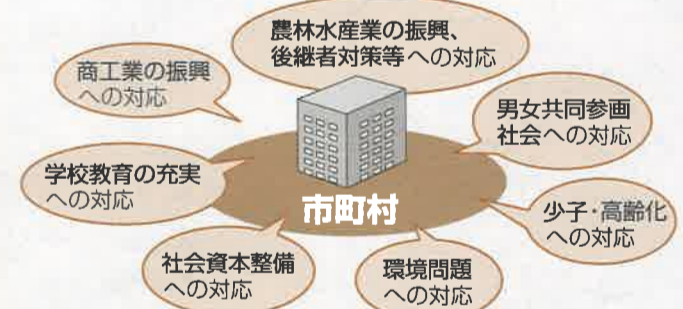 農林水産業の振興、
後継者対策等への対応
商工業の振興
への対応
男女共同参画
社会への対応
学校教育の充実
への対応
市町村
少子・高齢化
への対応
社会資本整備
への対応
環境問題
への対応